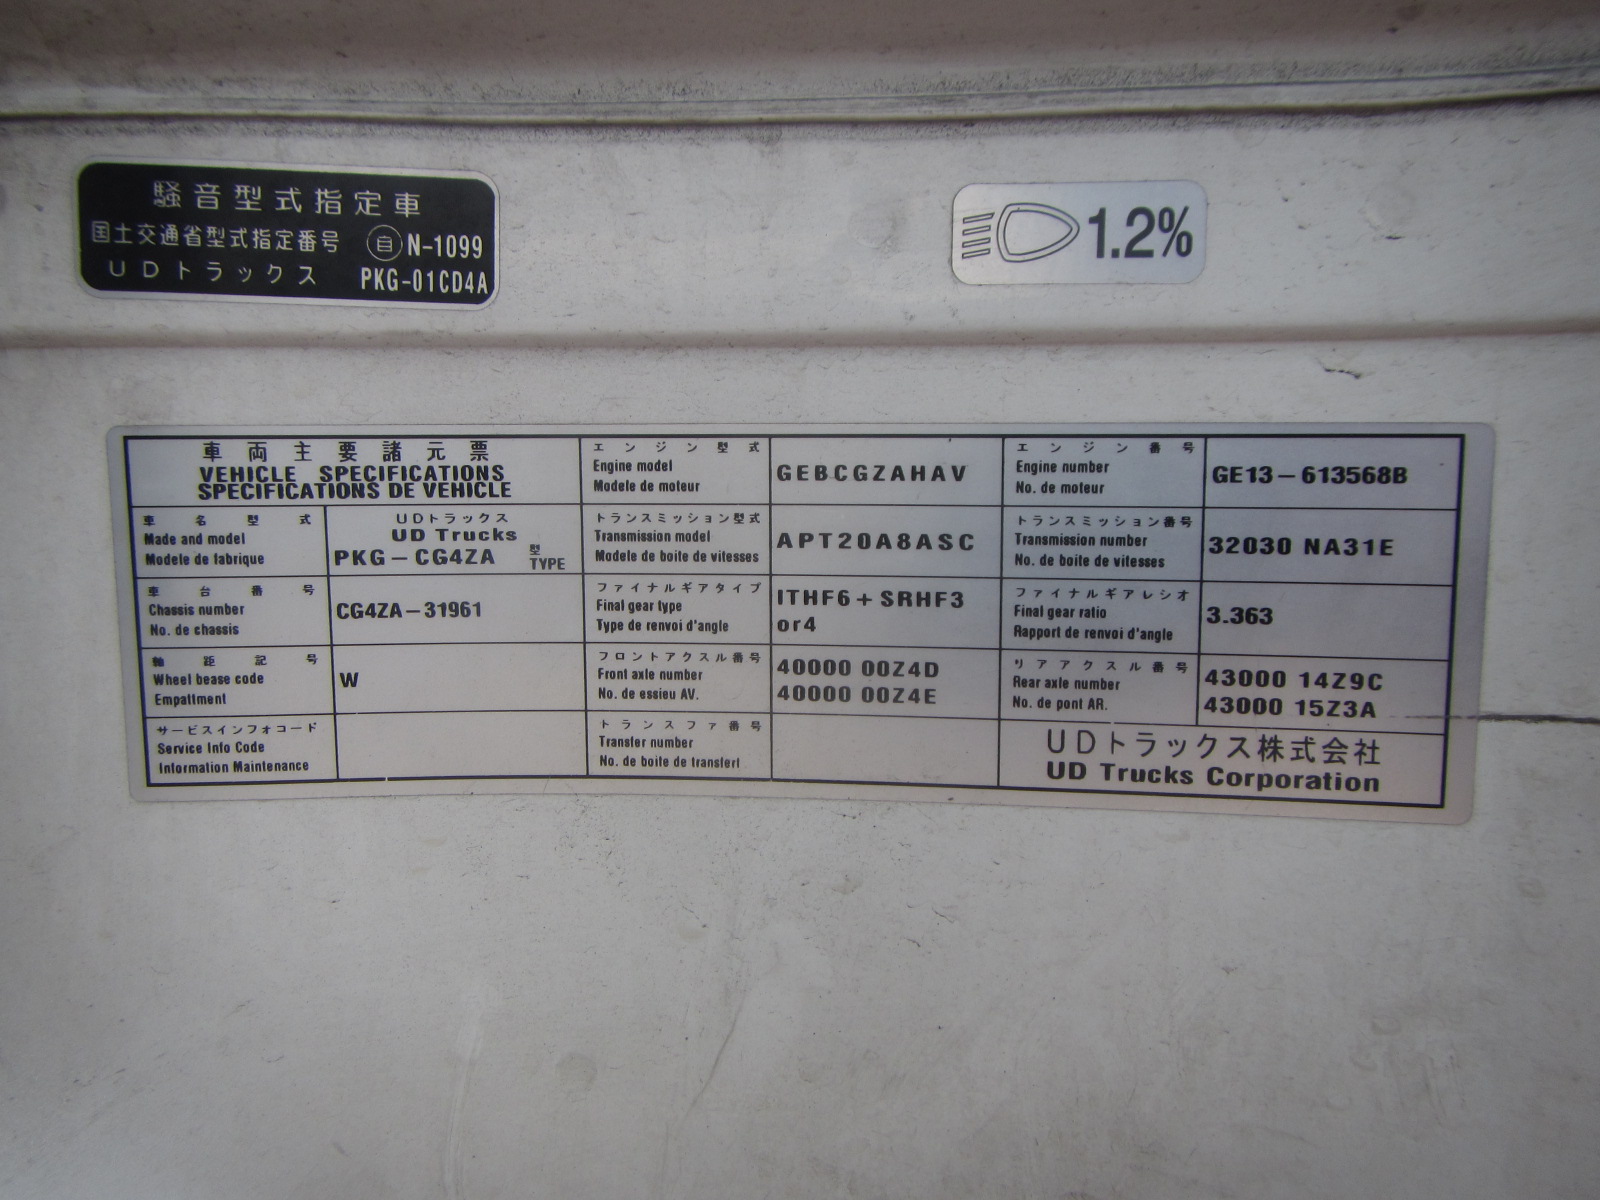 騒音型式指定車
国土交通省型式指定番号 自 N-1099
UDトラックス PKG-01CD4A
1.2%
車両主要諸元票
VEHICLE SPECIFICATIONS
SPECIFICATIONS DE VEHICLE
エンジン型式
Engine model
Modele de moteur
GEBCGZAHAV
エンジン番号
Engine number
No. de moteur
GE13-613568B
車名型式
Made and model
Modele de fabrique
UDトラックス
UD Trucks
PKG-CG4ZA 型 TYPE
トランスミッション型式
Transmission model
Modele de boite de vitesses
APT20A8ASC
トランスミッション番号
Transmission number
No. de boite de vitesses
32030 NA31E
車台番号
Chassis number
No. de chassis
CG4ZA-31961
ファイナルギアタイプ
Final gear type
Type de renvoi d'angle
ITHF6+SRHF3
or4
ファイナルギアレシオ
Final gear ratio
Rapport de renvoi d'angle
3.363
軸距記号
Wheel bease code
Empattment
W
フロントアクスル番号
Front axle number
No. de essieu AV.
40000 00Z4D
40000 00Z4E
リアアクスル番号
Rear axle number
No. de pont AR.
43000 14Z9C
43000 15Z3A
サービスインフォコード
Service Info Code
Information Maintenance
トランスファ番号
Transfer number
No. de boite de transfert
UDトラックス株式会社
UD Trucks Corporation